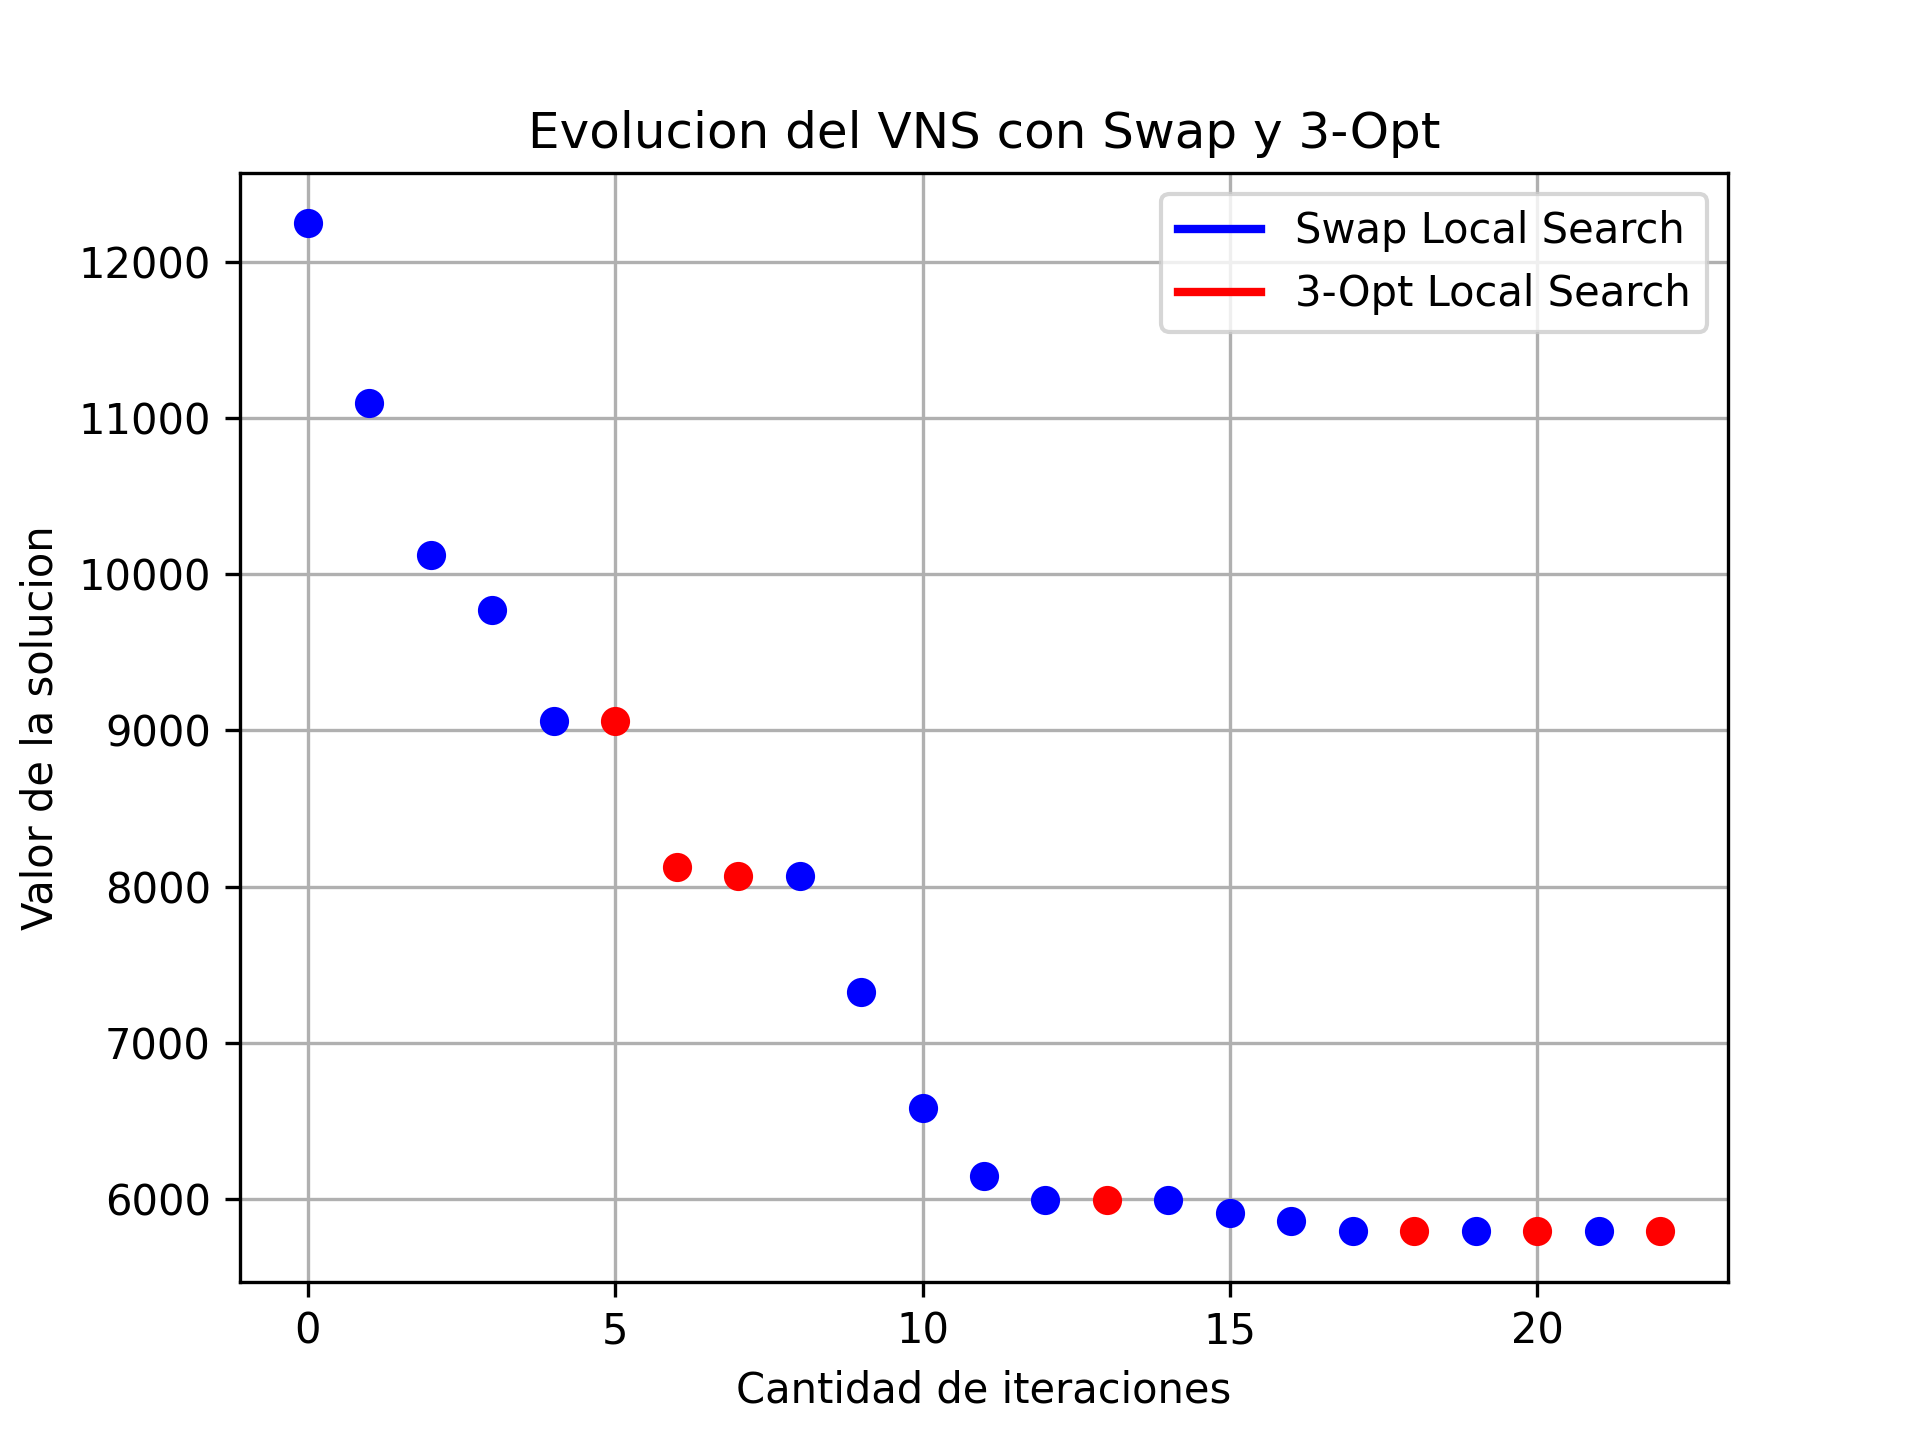 Evolucion del VNS con Swap y 3-Opt
Swap Local Search
3-Opt Local Search
Valor de la solucion
12000
11000
10000
9000
8000
7000
6000
0 5 10 15 20
Cantidad de iteraciones